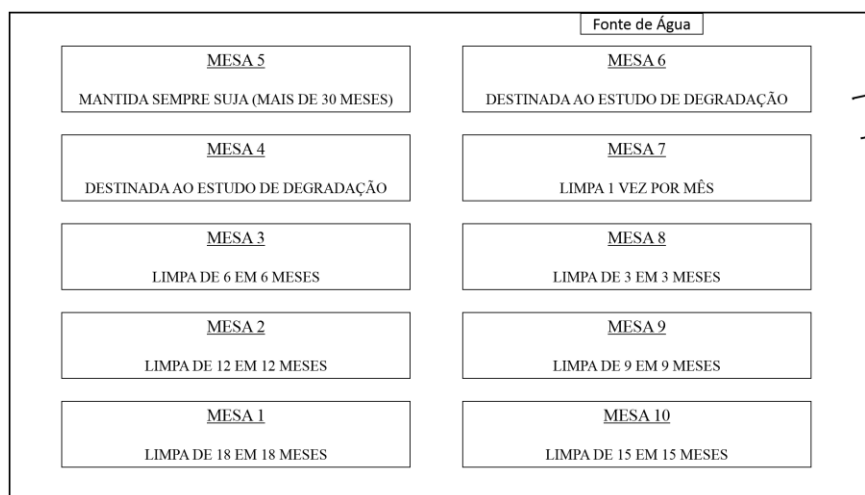 Fonte de Água
MESA 5
MANTIDA SEMPRE SUJA (MAIS DE 30 MESES)
MESA 6
DESTINADA AO ESTUDO DE DEGRADAÇÃO
MESA 4
DESTINADA AO ESTUDO DE DEGRADAÇÃO
MESA 7
LIMPA 1 VEZ POR MÊS
MESA 3
LIMPA DE 6 EM 6 MESES
MESA 8
LIMPA DE 3 EM 3 MESES
MESA 2
LIMPA DE 12 EM 12 MESES
MESA 9
LIMPA DE 9 EM 9 MESES
MESA 1
LIMPA DE 18 EM 18 MESES
MESA 10
LIMPA DE 15 EM 15 MESES